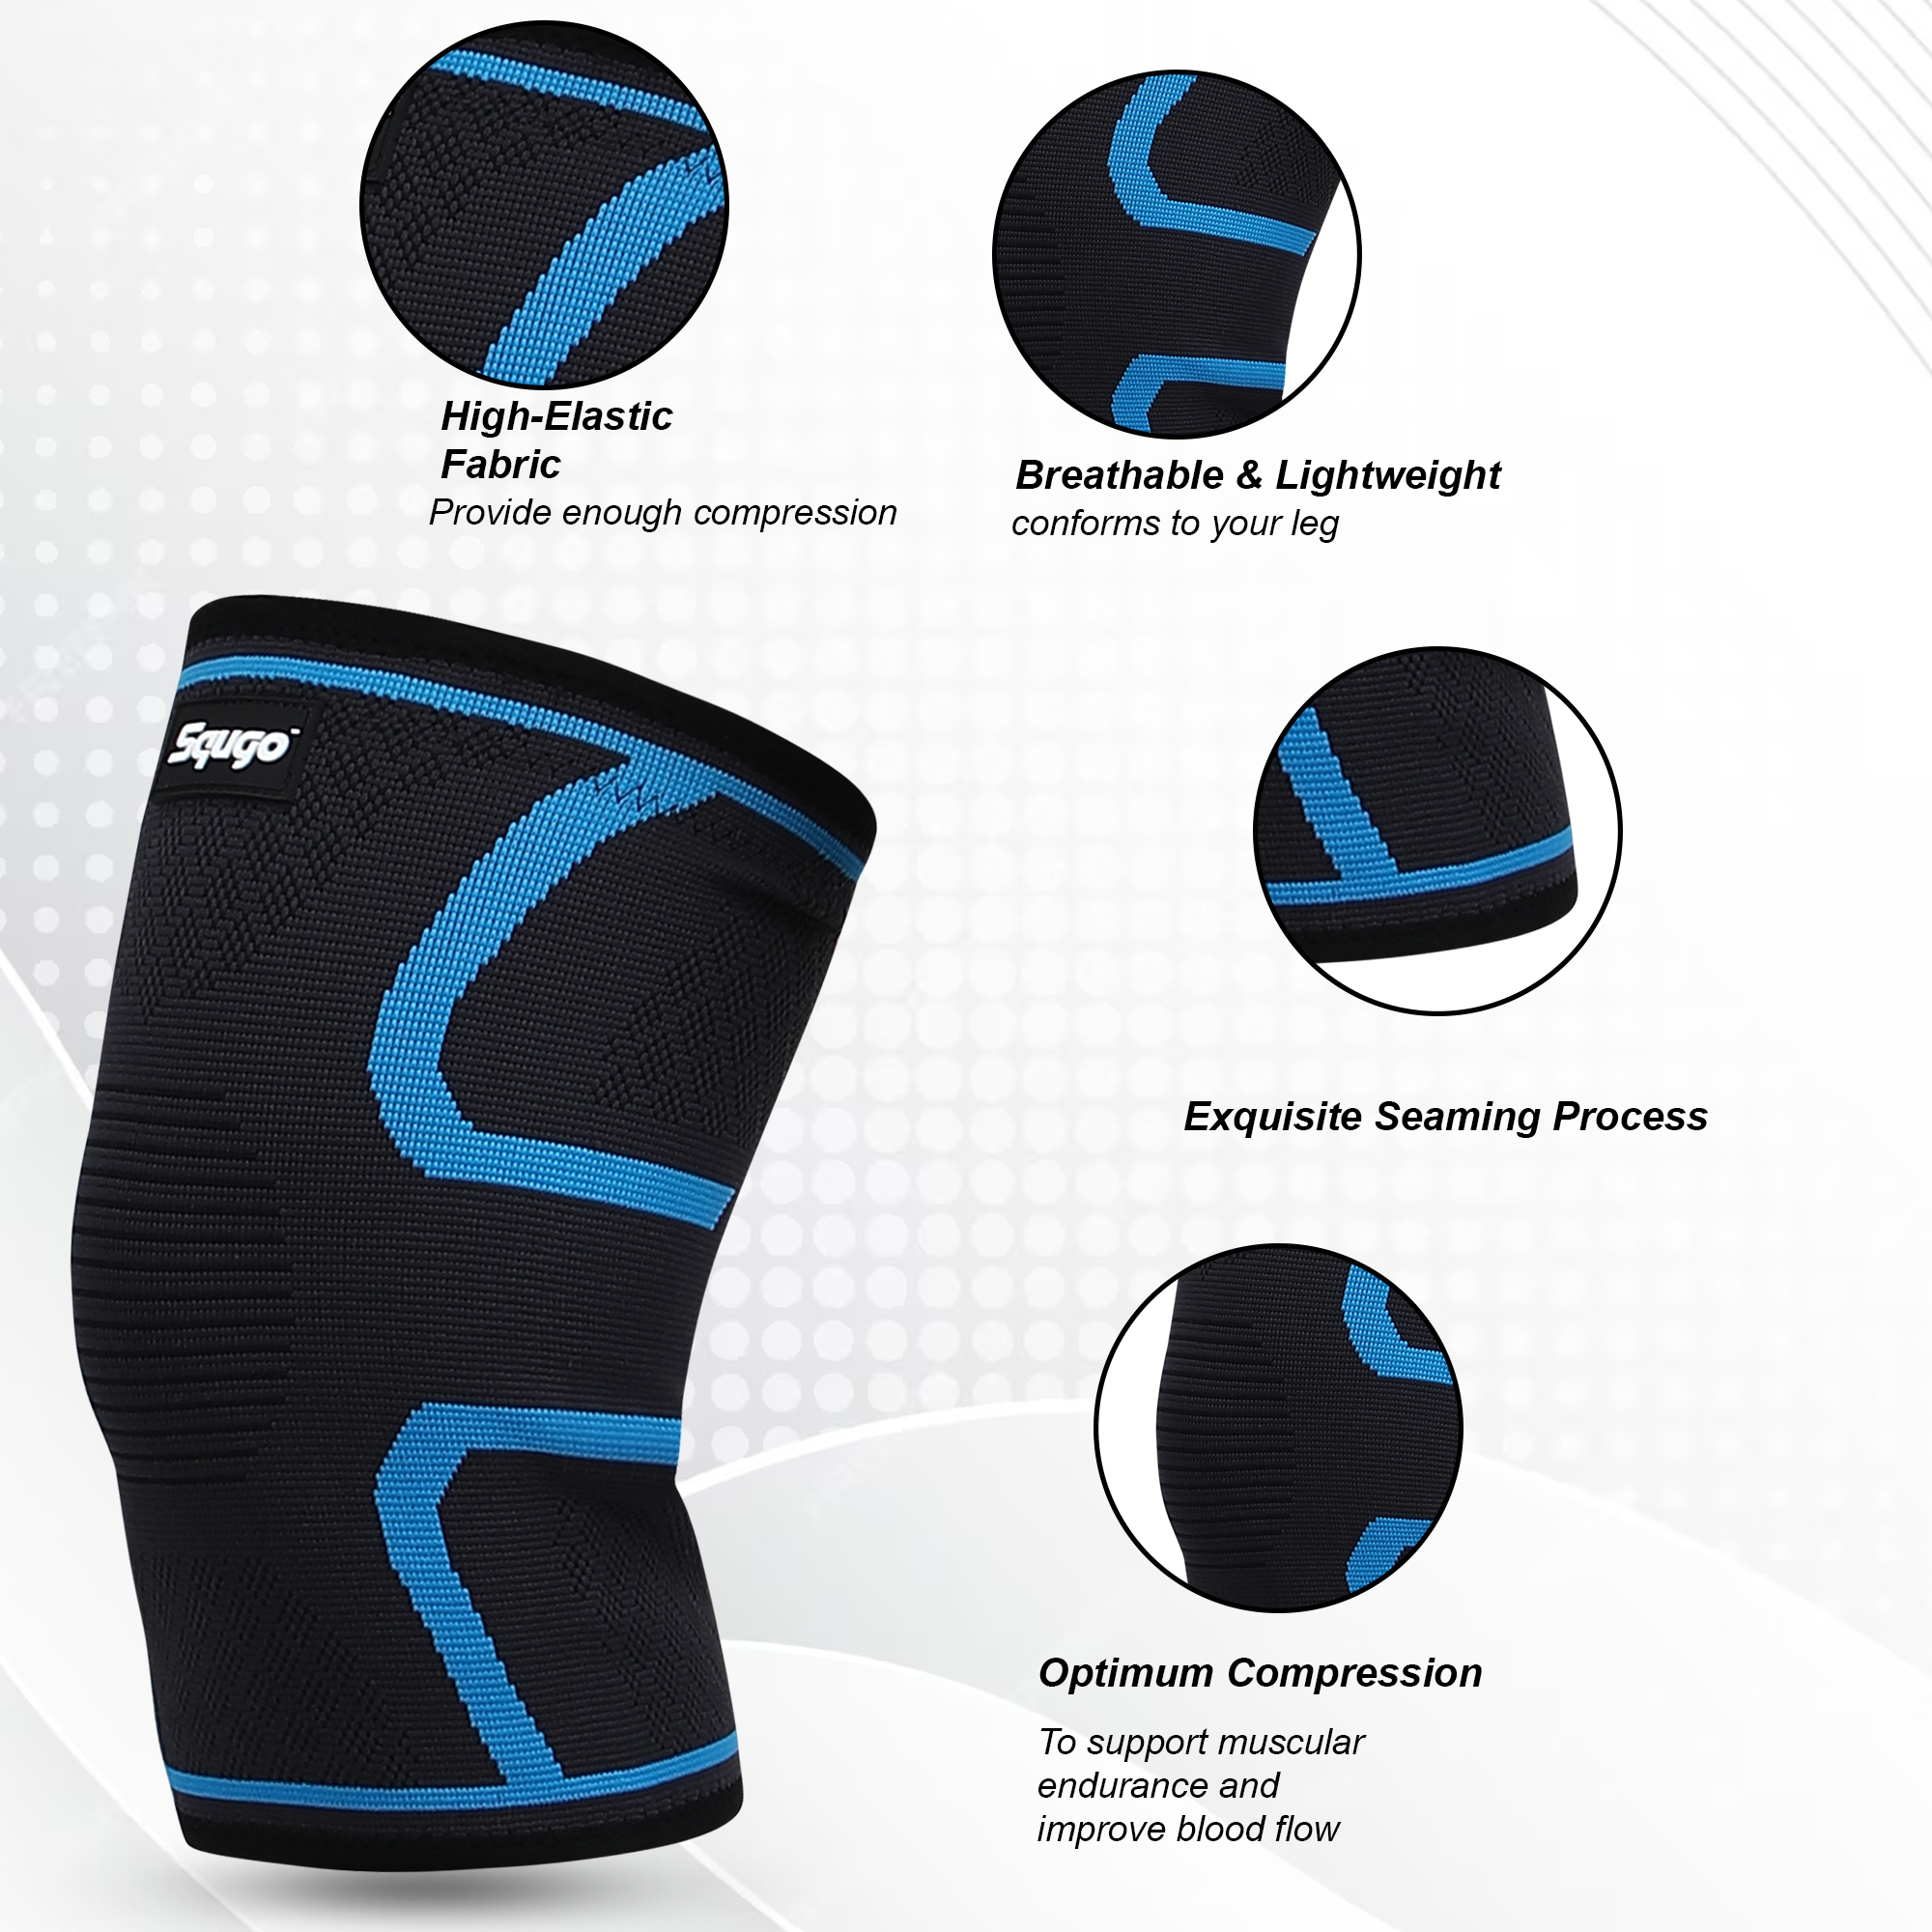 High-Elastic
Fabric
Provide enough compression
Breathable & Lightweight
conforms to your leg
Squgo
Exquisite Seaming Process
Optimum Compression
To support muscular
endurance and
improve blood flow